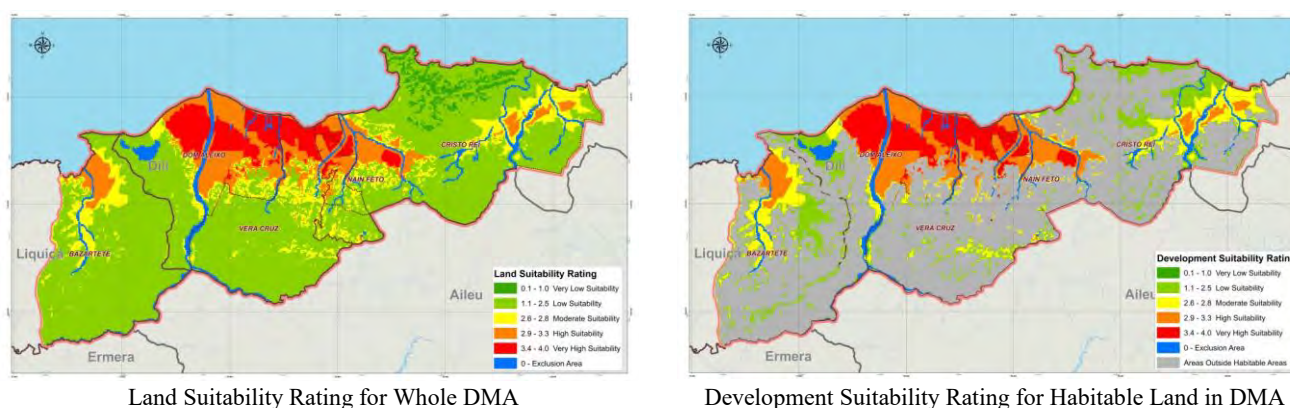 DOM ALEIXO
Dili
CRISTO REI
NAIN FETO
VERA CRUZ
Liquiça
BAZARTETE
Aileu
Ermera
Land Suitability Rating
0.1 - 1.0 Very Low Suitability
1.1 - 2.5 Low Suitability
2.6 - 2.8 Moderate Suitability
2.9 - 3.3 High Suitability
3.4 - 4.0 Very High Suitability
0 - Exclusion Area
Land Suitability Rating for Whole DMA
DOM ALEIXO
Dili
CRISTO REI
NAIN FETO
VERA CRUZ
Liquiça
BAZARTETE
Aileu
Ermera
Development Suitability Ratin
0.1 - 1.0 Very Low Suitability
1.1 - 2.5 Low Suitability
2.6 - 2.8 Moderate Suitability
2.9 - 3.3 High Suitability
3.4 - 4.0 Very High Suitability
0 - Exclusion Area
Areas Outside Habitable Areas
Development Suitability Rating for Habitable Land in DMA